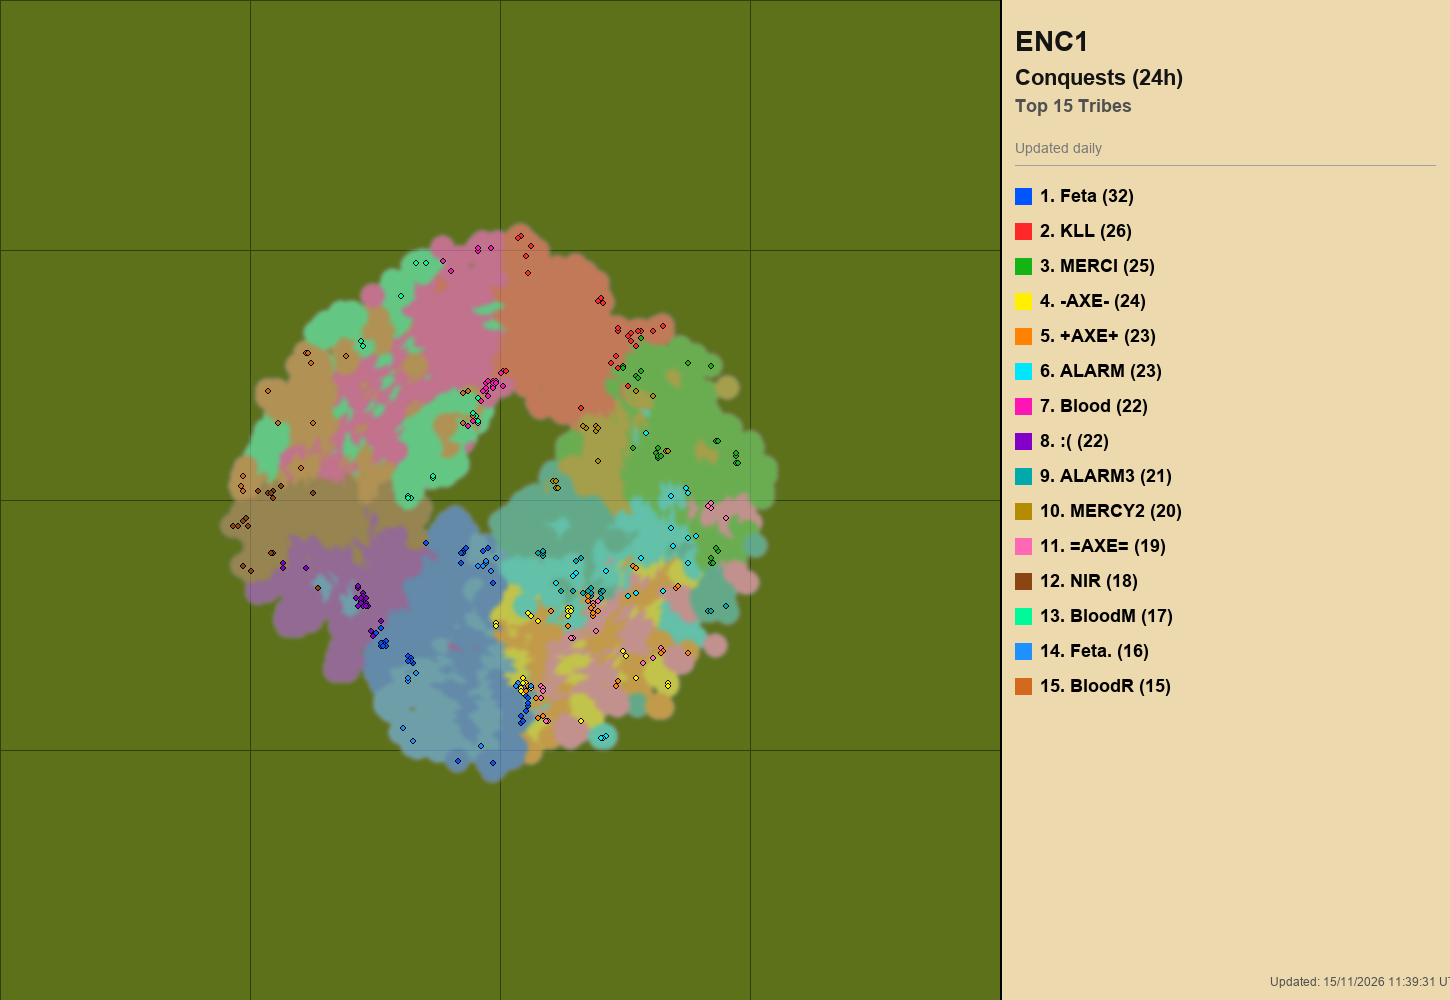 ENC1
Conquests (24h)
Top 15 Tribes
Updated daily
1. Feta (32)
2. KLL (26)
3. MERCI (25)
4. -AXE- (24)
5. +AXE+ (23)
6. ALARM (23)
7. Blood (22)
8. :( (22)
9. ALARM3 (21)
10. MERCY2 (20)
11. =AXE= (19)
12. NIR (18)
13. BloodM (17)
14. Feta. (16)
15. BloodR (15)
Updated: 15/11/2026 11:39:31 U